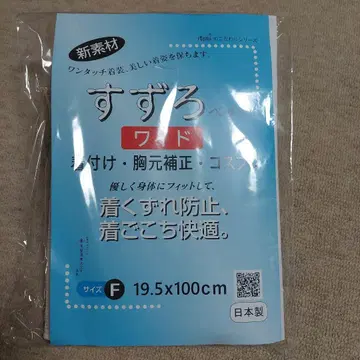 新素材
ワンタッチ着装、美しい着姿を保ちます。
すずろ
ワイド
着付け・胸元補正・コスプレ
優しく身体にフィットして、
着くずれ防止、
着ごこち快適。
サイズ F 19.5x100cm
日本製